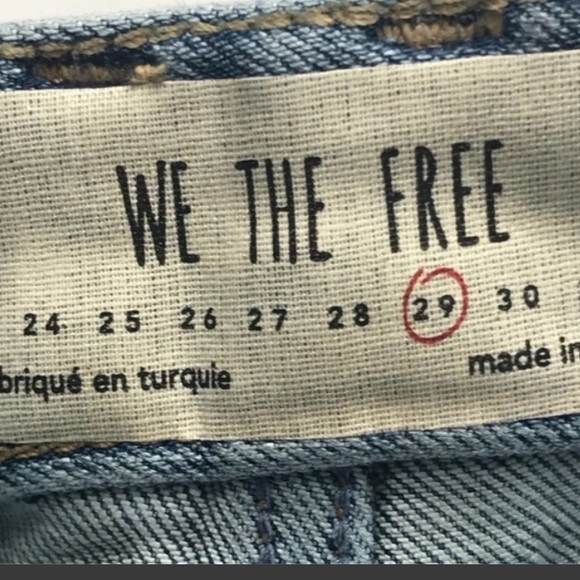 WE THE FREE
24 25 26 27 28 29 30
briqué en turquie
made in